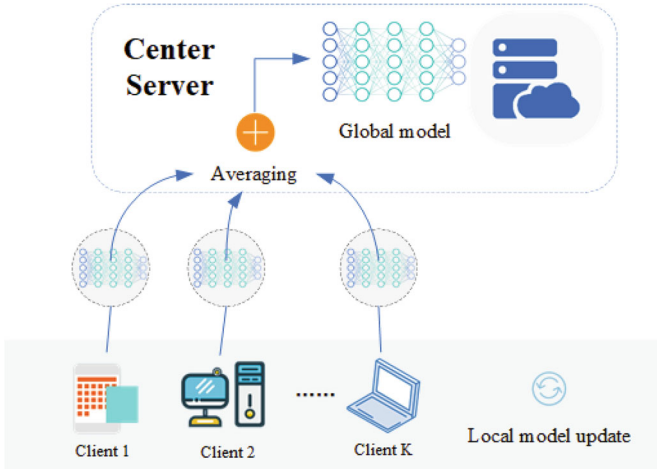 Center
Server
Global model
Averaging
Client 1
Client 2
......
Client K
Local model update